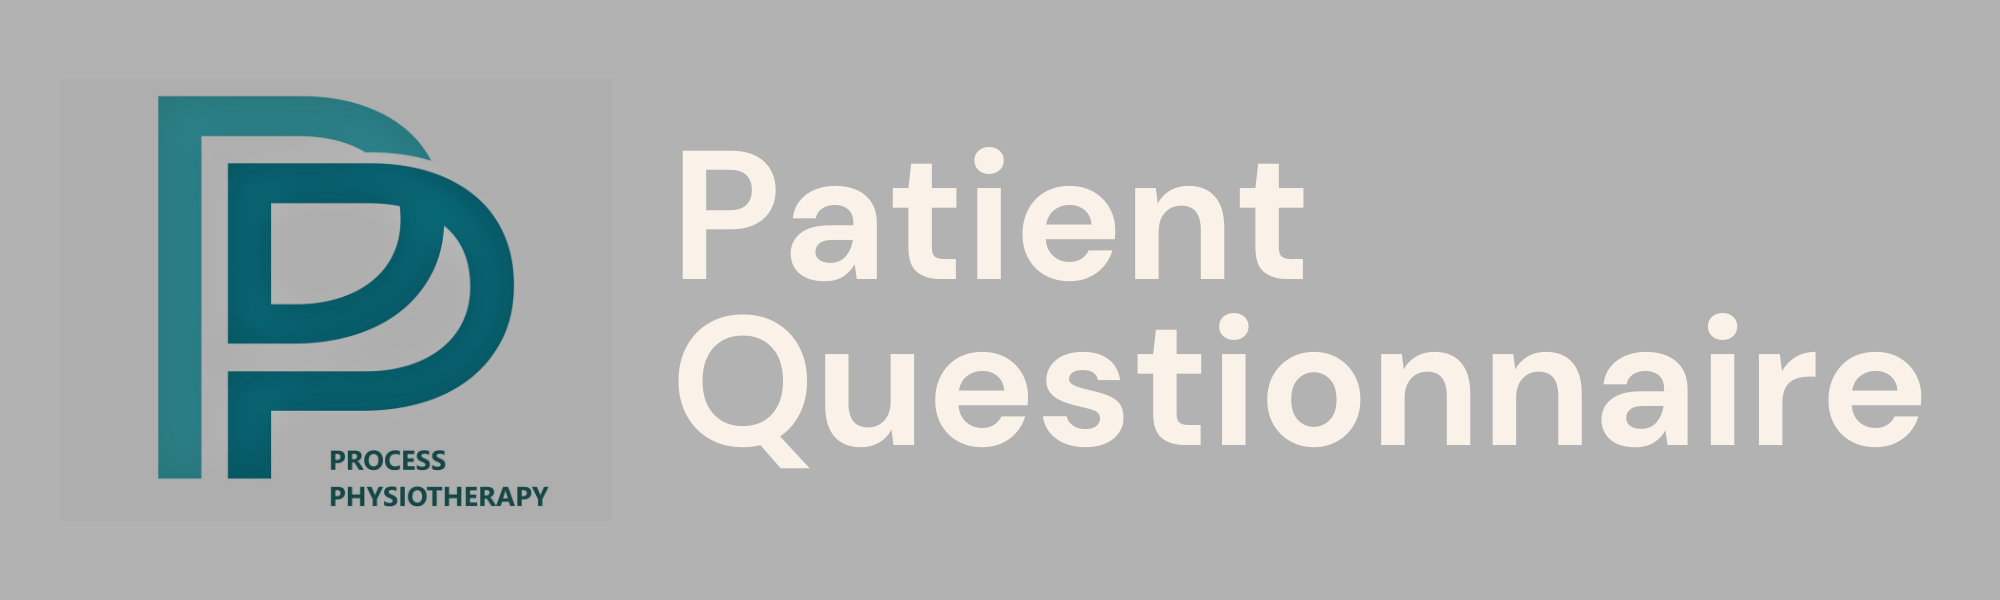 PROCESS
PHYSIOTHERAPY
Patient
Questionnaire